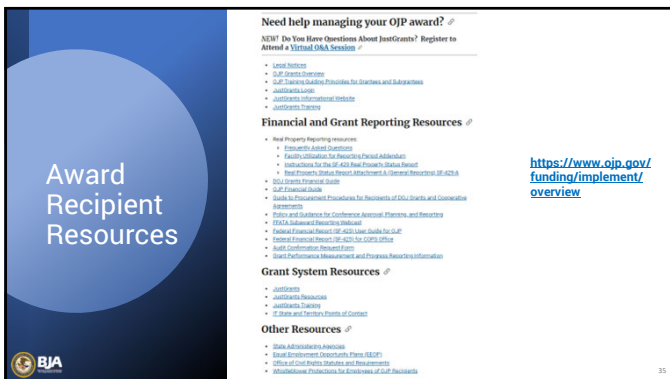 Award
Recipient
Resources
BJA
Need help managing your OJP award?
NEW! Do You Have Questions About JustGrants? Register to
Attend a Virtual Q&A Session
Legal Notices
OJP Grants Overview
OJP Training Guiding Principles for Grantees and Subgrantees
JustGrants Login
JustGrants Informational Website
JustGrants Training
Financial and Grant Reporting Resources
Real Property Reporting resources:
Frequently Asked Questions
Facility Utilization for Reporting Period Addendum
Instructions for the SF-429 Real Property Status Report
Real Property Status Report Attachment A (General Reporting) SF-429-A
DOJ Grants Financial Guide
OJP Financial Guide
Guide to Procurement Procedures for Recipients of DOJ Grants and Cooperative
Agreements
Policy and Guidance for Conference Approval, Planning, and Reporting
FFATA Subaward Reporting Webcast
Federal Financial Report (SF-425) User Guide for OJP
Federal Financial Report (SF-425) for COPS Office
Audit Confirmation Request Form
Grant Performance Measurement and Progress Reporting Information
Grant System Resources
JustGrants
JustGrants Resources
JustGrants Training
IT State and Territory Points of Contact
Other Resources
State Administering Agencies
Equal Employment Opportunity Plans (EEOP)
Office of Civil Rights Statutes and Requirements
Whistleblower Protections for Employees of OJP Recipients
https://www.ojp.gov/
funding/implement/
overview
35